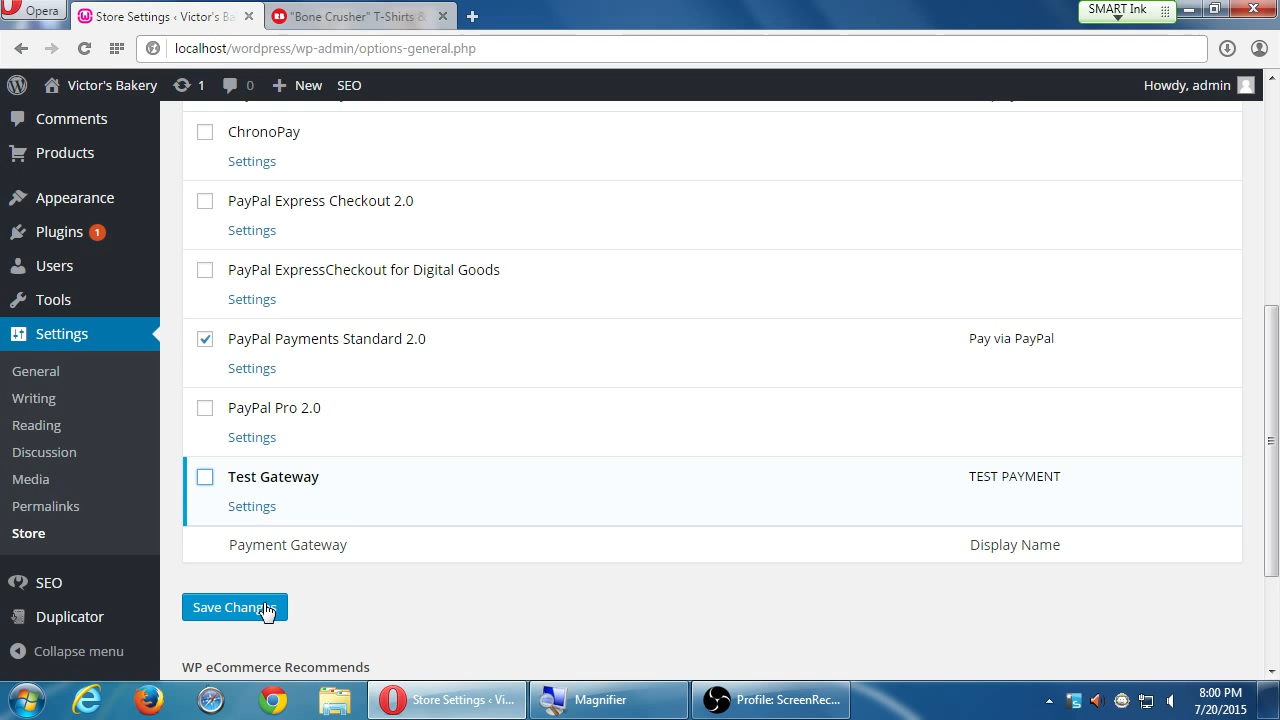 Opera
Store Settings ‹ Victor's Ba
"Bone Crusher" T-Shirts &
SMART Ink
localhost/wordpress/wp-admin/options-general.php
Victor's Bakery
1
0
New
SEO
Howdy, admin
Comments
Products
Appearance
Plugins 1
Users
Tools
Settings
General
Writing
Reading
Discussion
Media
Permalinks
Store
SEO
Duplicator
Collapse menu
ChronoPay
Settings
PayPal Express Checkout 2.0
Settings
PayPal ExpressCheckout for Digital Goods
Settings
PayPal Payments Standard 2.0
Pay via PayPal
Settings
PayPal Pro 2.0
Settings
Test Gateway
TEST PAYMENT
Settings
Payment Gateway
Display Name
Save Changes
WP eCommerce Recommends
Store Settings ‹ Vi...
Magnifier
Profile: ScreenRec...
8:00 PM
7/20/2015